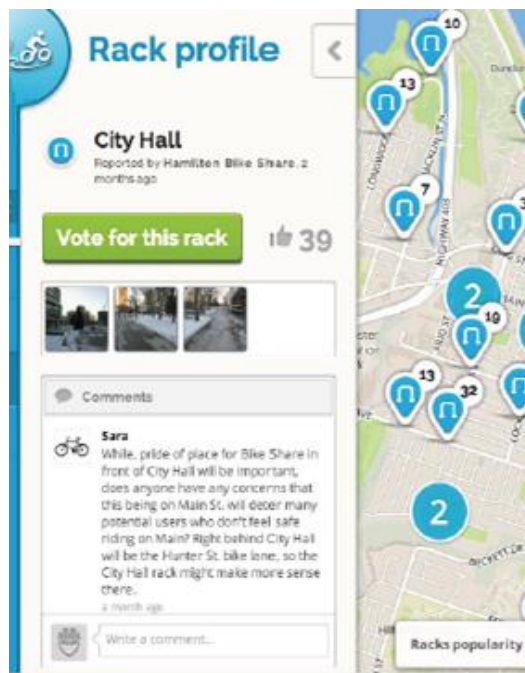 Rack profile
City Hall
Reported by Hamilton Bike Share, 2
months ago
Vote for this rack
39
Comments
Sara
While, pride of place for Bike Share in
front of City Hall will be important,
does anyone have any concerns that
this being on Main St. will deter many
potential users who don't feel safe
riding on Main? Right behind City Hall
will be the Hunter St. bike lane, so the
City Hall rack might make more sense
there.
a month ago
Write a comment...
10
13
7
2
19
13
32
2
HIGHWAY 403
Racks popularity